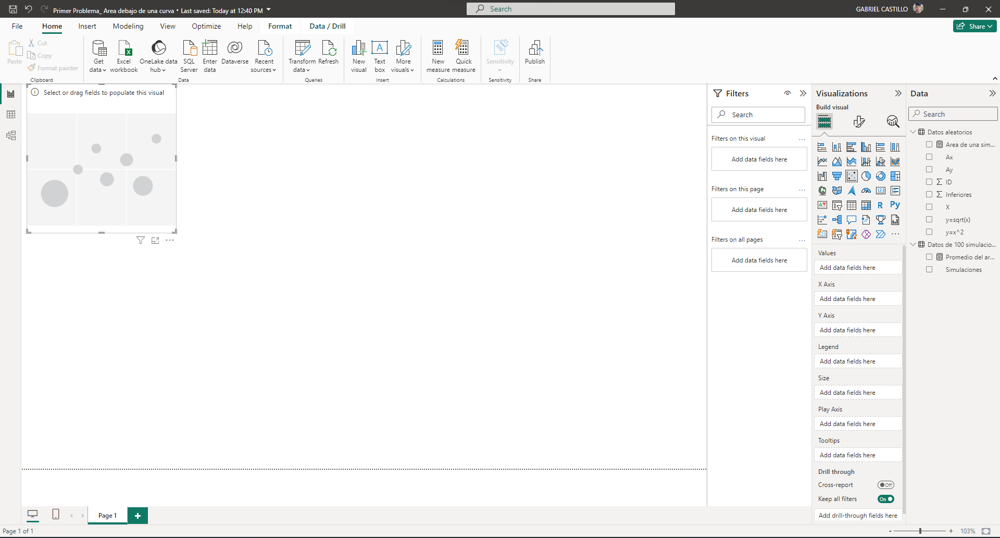 Primer Problema_ Area debajo de una curva • Last saved: Today at 12:40 PM
Search
GABRIEL CASTILLO
File
Home
Insert
Modeling
View
Optimize
Help
Format
Data / Drill
Share
Paste
Cut
Copy
Format painter
Clipboard
Get data
Excel workbook
OneLake data hub
SQL Server
Enter data
Dataverse
Recent sources
Data
Transform data
Refresh
Queries
New visual
Text box
More visuals
Insert
New measure
Quick measure
Calculations
Sensitivity
Sensitivity
Publish
Share
Select or drag fields to populate this visual
Filters
Search
Filters on this visual
...
Add data fields here
Filters on this page
...
Add data fields here
Filters on all pages
...
Add data fields here
Visualizations
Build visual
123
R
Py
123
...
Values
Add data fields here
X Axis
Add data fields here
Y Axis
Add data fields here
Legend
Add data fields here
Size
Add data fields here
Play Axis
Add data fields here
Tooltips
Add data fields here
Drill through
Cross-report
Off
Keep all filters
On
Add drill-through fields here
Data
Search
Datos aleatorios
Area de una sim...
Ax
Ay
∑ ID
∑ Inferiores
X
y=sqrt(x)
y=x^2
Datos de 100 simulacio...
Promedio del ar...
Simulaciones
Page 1
+
Page 1 of 1
- + 103%